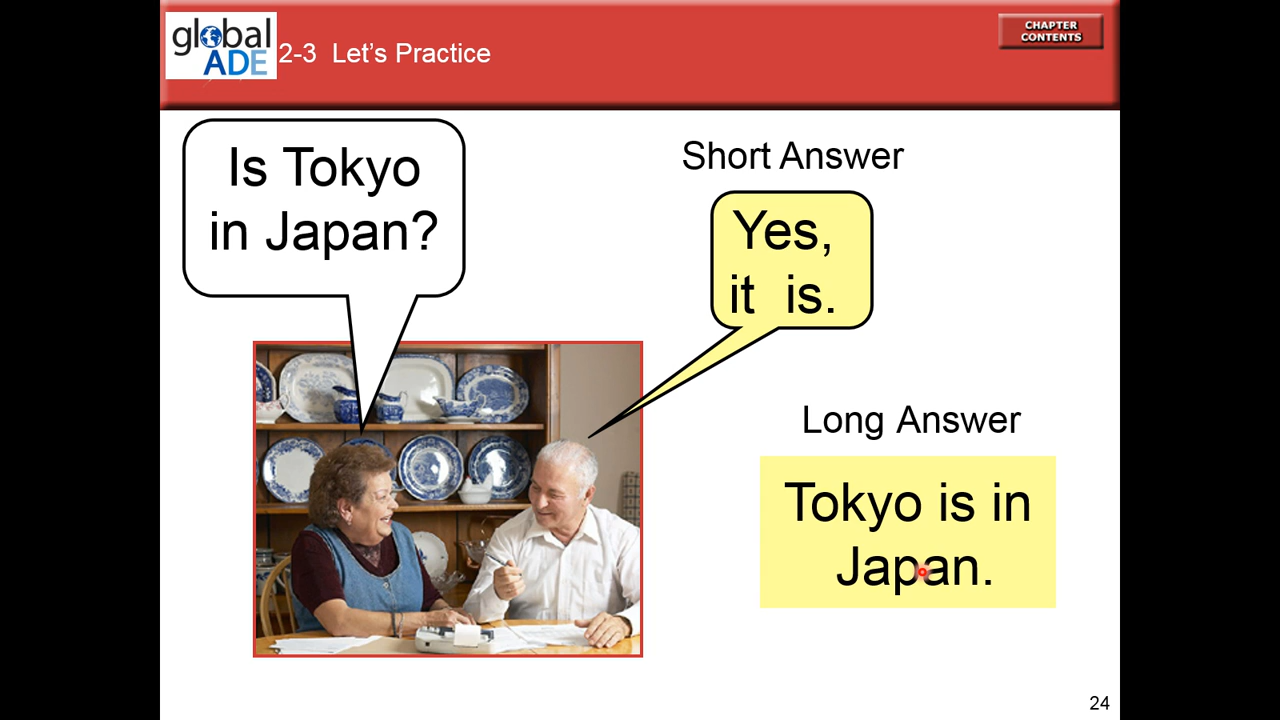 global
ADE
2-3 Let's Practice
CHAPTER
CONTENTS
Is Tokyo
in Japan?
Short Answer
Yes,
it is.
Long Answer
Tokyo is in
Japan.
24